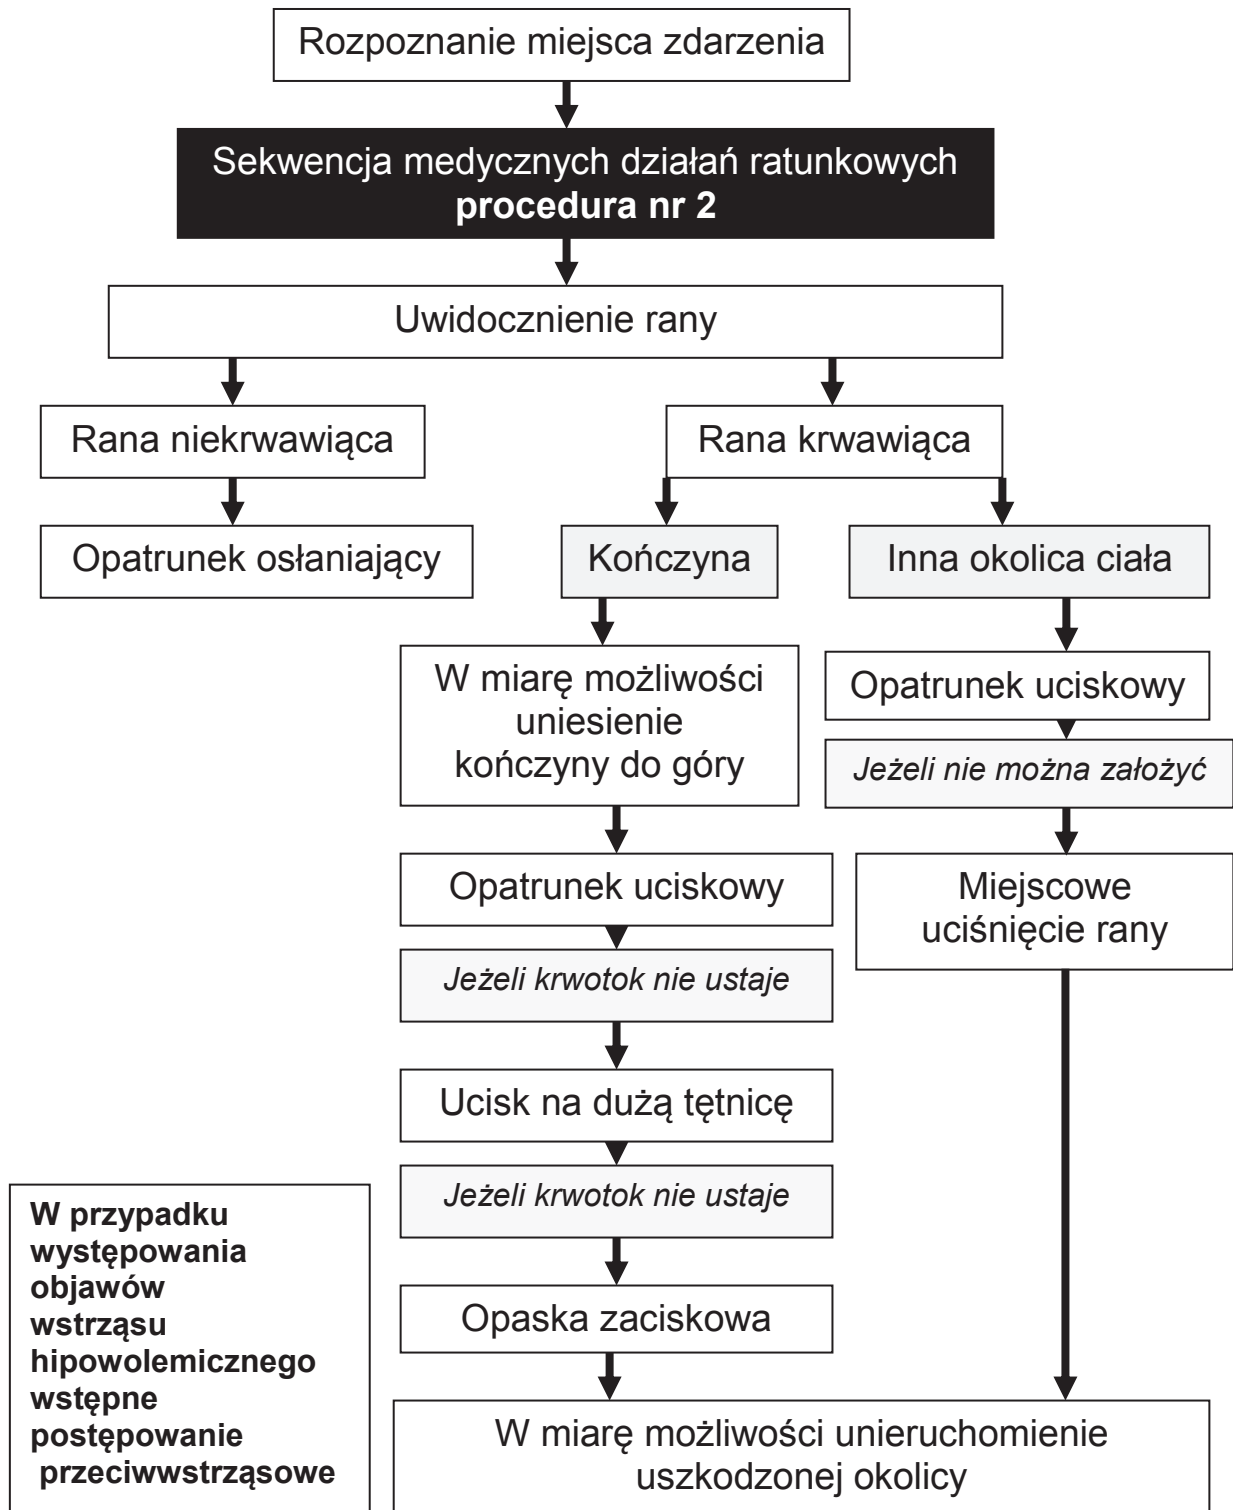 Rozpoznanie miejsca zdarzenia
Sekwencja medycznych działań ratunkowych
procedura nr 2
Uwidocznienie rany
Rana niekrwawiąca
Rana krwawiąca
Opatrunek osłaniający
Kończyna
Inna okolica ciała
W miarę możliwości
uniesienie
kończyny do góry
Opatrunek uciskowy
Jeżeli nie można założyć
Opatrunek uciskowy
Miejscowe
uciśnięcie rany
Jeżeli krwotok nie ustaje
Ucisk na dużą tętnicę
Jeżeli krwotok nie ustaje
Opaska zaciskowa
W przypadku
występowania
objawów
wstrząsu
hipowolemicznego
wstępne
postępowanie
przeciwwstrząsowe
W miarę możliwości unieruchomienie
uszkodzonej okolicy